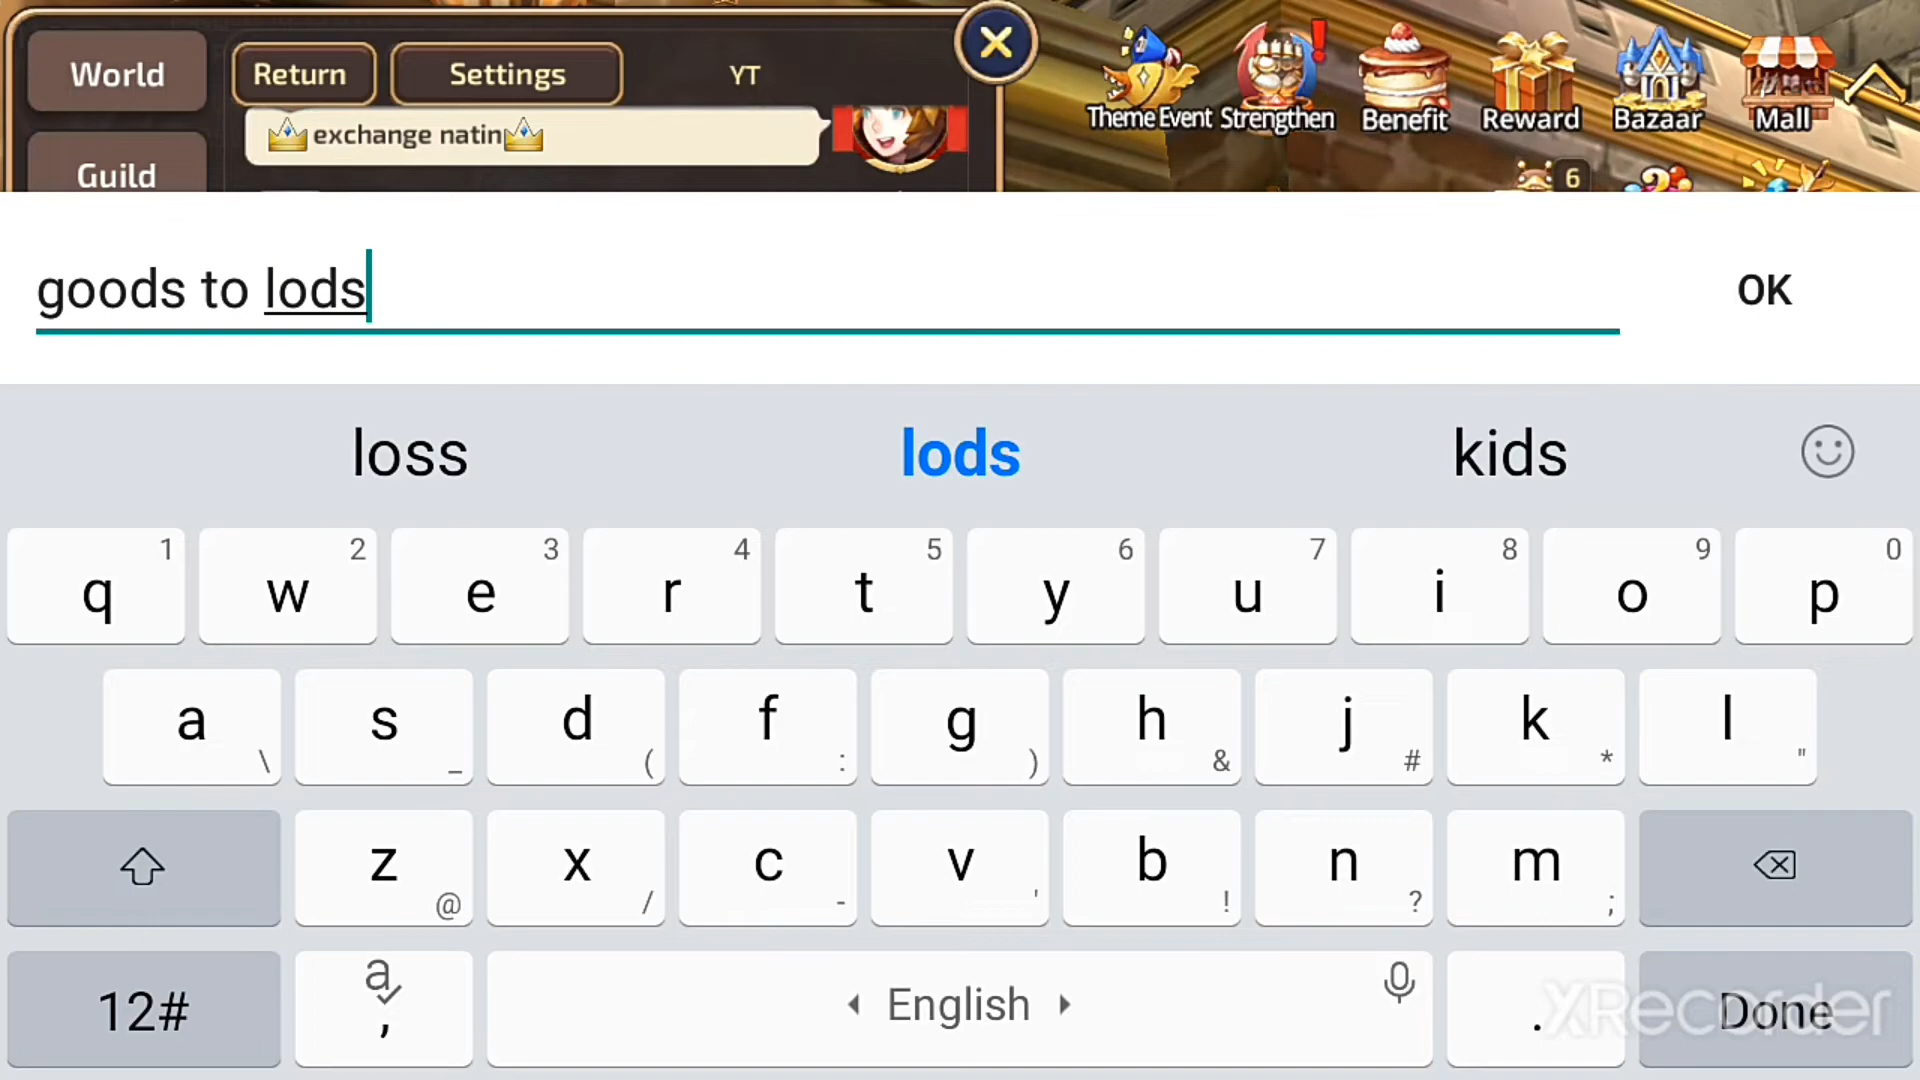 World
Return
Settings
YT
exchange natin
Guild
Theme Event
Strengthen
Benefit
Reward
Bazaar
Mall
6
goods to lods
OK
loss
lods
kids
1 2 3 4 5 6 7 8 9 0
q w e r t y u i o p
a s d f g h j k l
\ _ ( : ) & # * "
z x c v b n m
@ / - ' ! ? ;
12#
a
,
English
.
Done
XRecorder